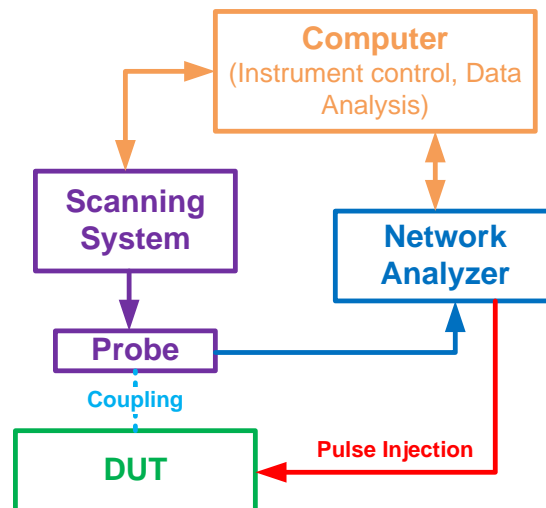 Computer
(Instrument control, Data
Analysis)
Scanning
System
Network
Analyzer
Probe
Coupling
Pulse Injection
DUT